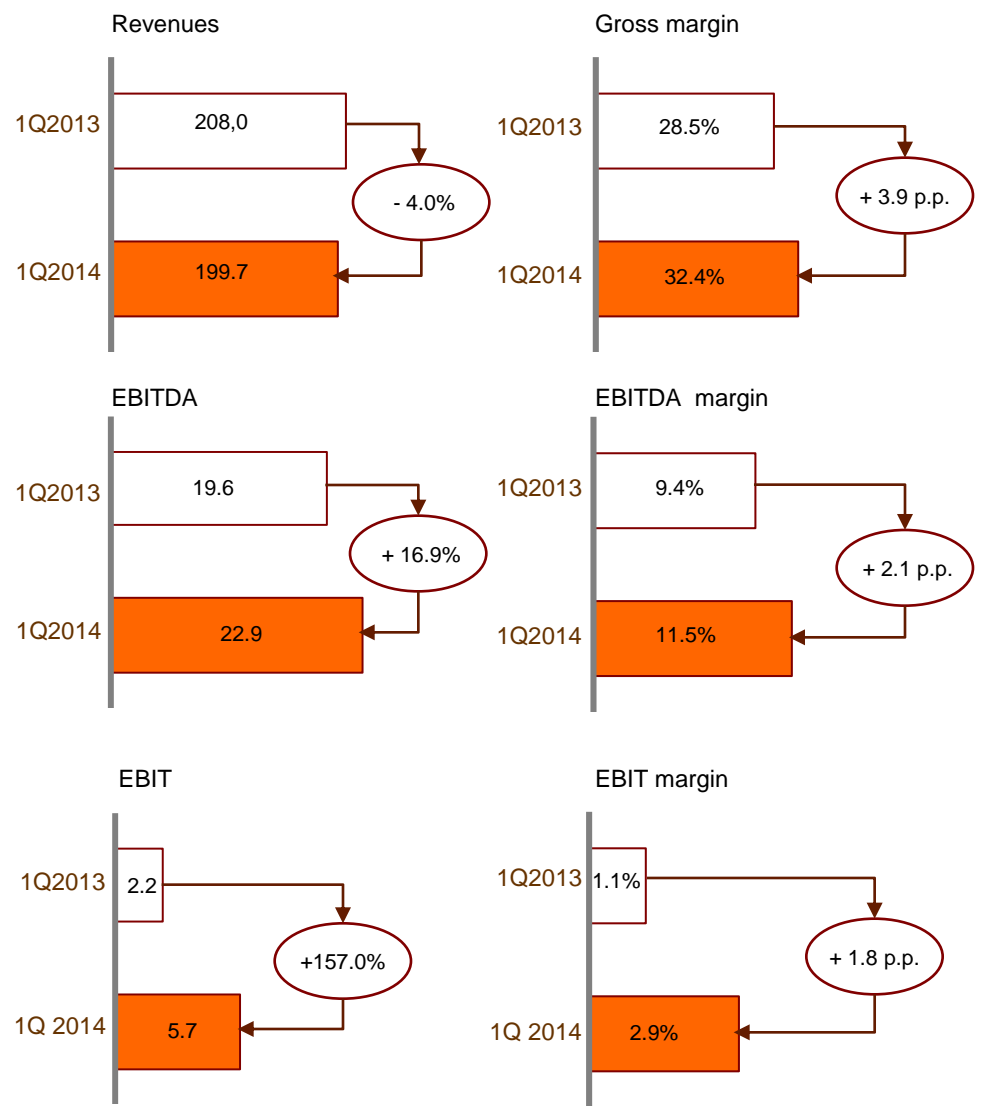 Revenues
1Q2013
208,0
- 4.0%
1Q2014
199.7
Gross margin
1Q2013
28.5%
+ 3.9 p.p.
1Q2014
32.4%
EBITDA
1Q2013
19.6
+ 16.9%
1Q2014
22.9
EBITDA margin
1Q2013
9.4%
+ 2.1 p.p.
1Q2014
11.5%
EBIT
1Q2013
2.2
+157.0%
1Q 2014
5.7
EBIT margin
1Q2013
1.1%
+ 1.8 p.p.
1Q 2014
2.9%